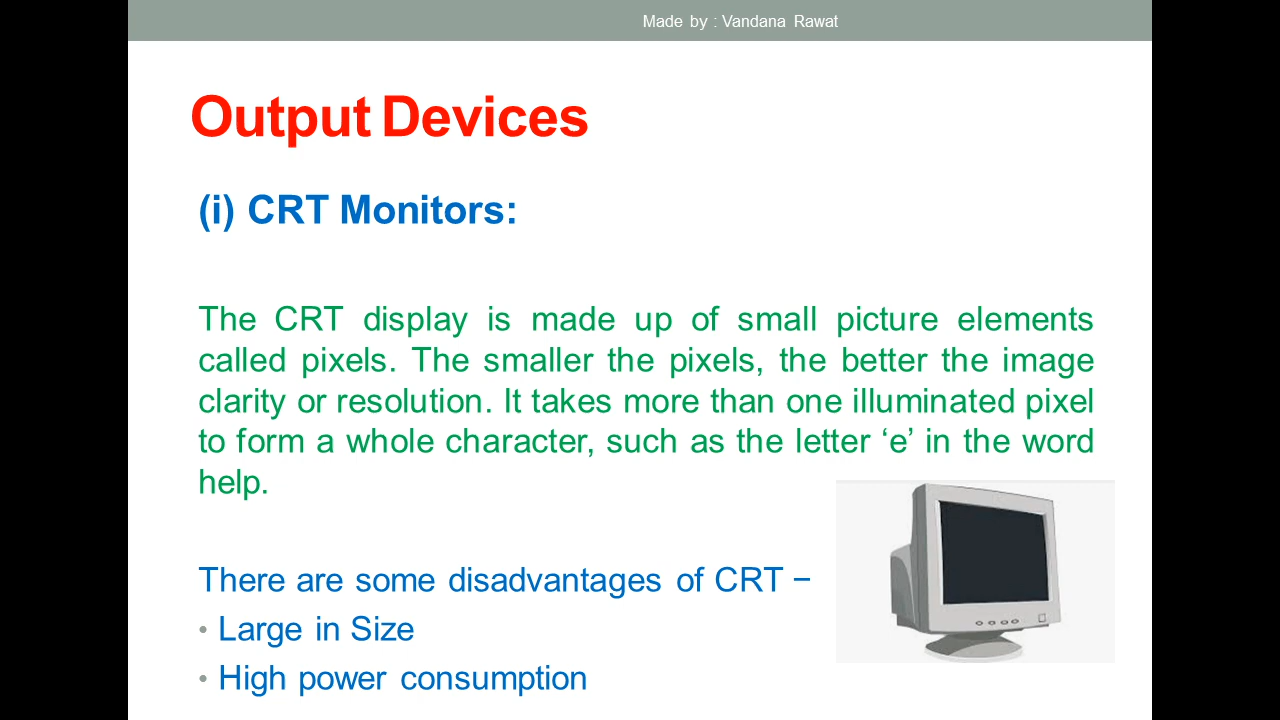 Made by : Vandana Rawat
Output Devices
(i) CRT Monitors:
The CRT display is made up of small picture elements
called pixels. The smaller the pixels, the better the image
clarity or resolution. It takes more than one illuminated pixel
to form a whole character, such as the letter ‘e’ in the word
help.
There are some disadvantages of CRT −
• Large in Size
• High power consumption